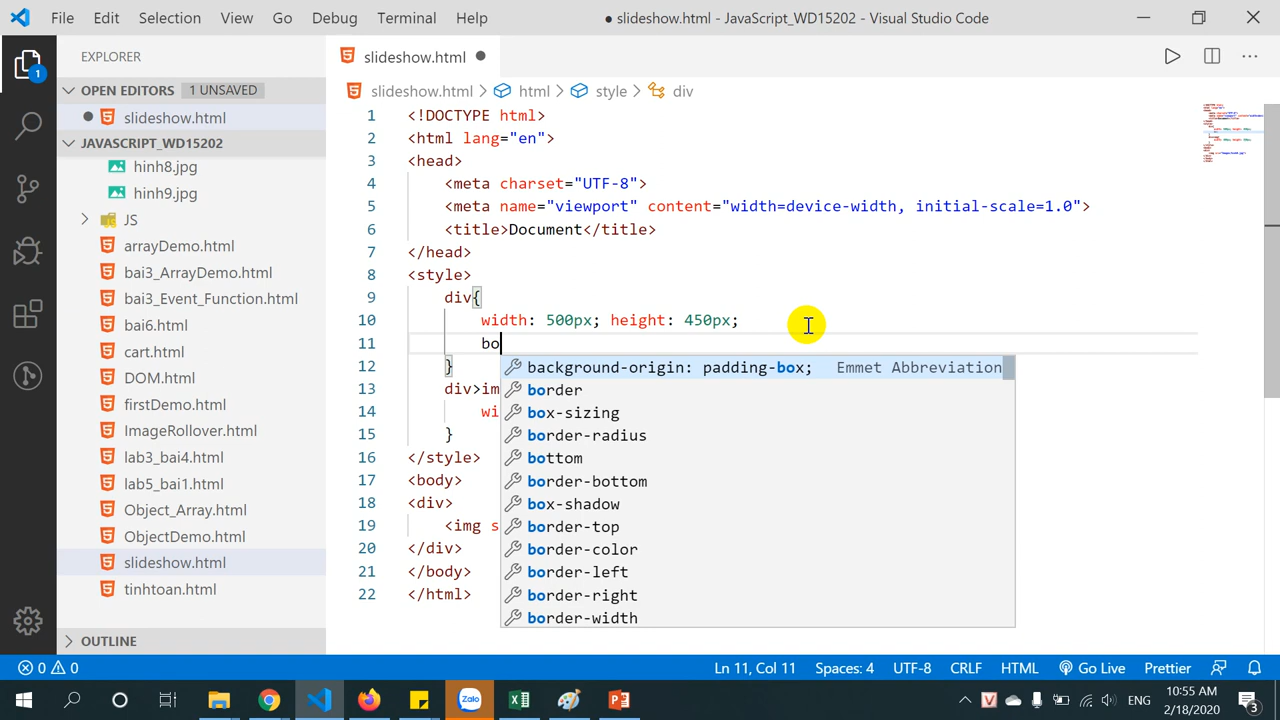 File Edit Selection View Go Debug Terminal Help ● slideshow.html - JavaScript_WD15202 - Visual Studio Code
EXPLORER
OPEN EDITORS 1 UNSAVED
slideshow.html
JAVASCRIPT_WD15202
hinh8.jpg
hinh9.jpg
JS
arrayDemo.html
bai3_ArrayDemo.html
bai3_Event_Function.html
bai6.html
cart.html
DOM.html
firstDemo.html
ImageRollover.html
lab3_bai4.html
lab5_bai1.html
Object_Array.html
ObjectDemo.html
slideshow.html
tinhtoan.html
OUTLINE
1
slideshow.html
slideshow.html > html > style > div
1 <!DOCTYPE html>
2 <html lang="en">
3 <head>
4 <meta charset="UTF-8">
5 <meta name="viewport" content="width=device-width, initial-scale=1.0">
6 <title>Document</title>
7 </head>
8 <style>
9 div{
10 width: 500px; height: 450px;
11 bo
12 }
13 div>im
14 wi
15 }
16 </style>
17 <body>
18 <div>
19 <img s
20 </div>
21 </body>
22 </html>
background-origin: padding-box; Emmet Abbreviation
border
box-sizing
border-radius
bottom
border-bottom
box-shadow
border-top
border-color
border-left
border-right
border-width
0 0 Ln 11, Col 11 Spaces: 4 UTF-8 CRLF HTML Go Live Prettier
Zalo ENG 10:55 AM
2/18/2020 3